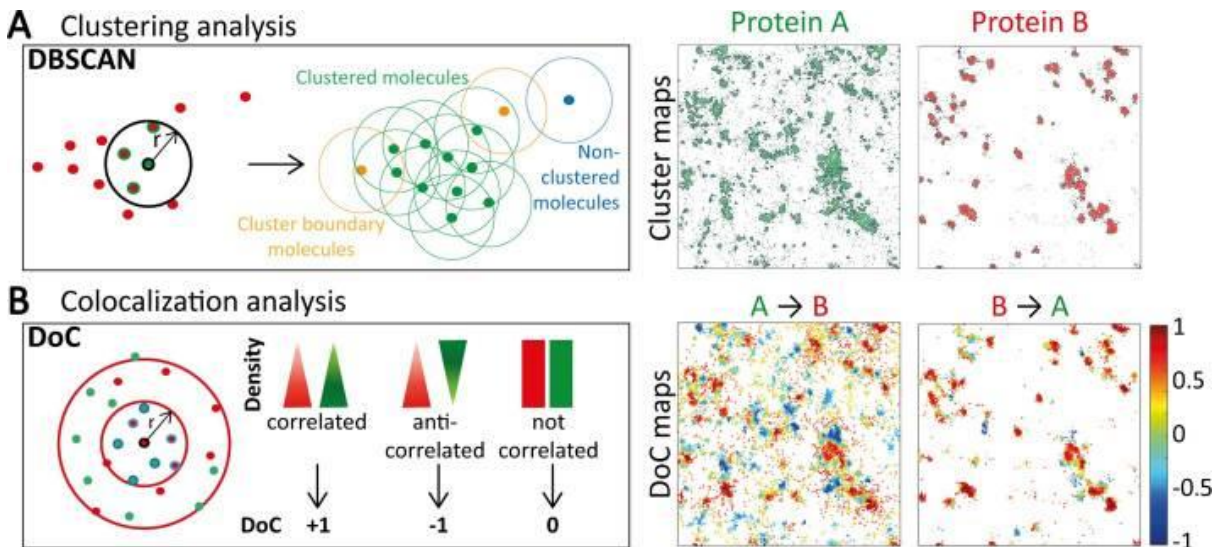 A Clustering analysis
DBSCAN
r
Clustered molecules
Non-
clustered
molecules
Cluster boundary
molecules
Protein A
Protein B
Cluster maps
B Colocalization analysis
DoC
r
Density
correlated
anti-
correlated
not
correlated
DoC +1 -1 0
A → B
B → A
DoC maps
1
0.5
0
-0.5
-1